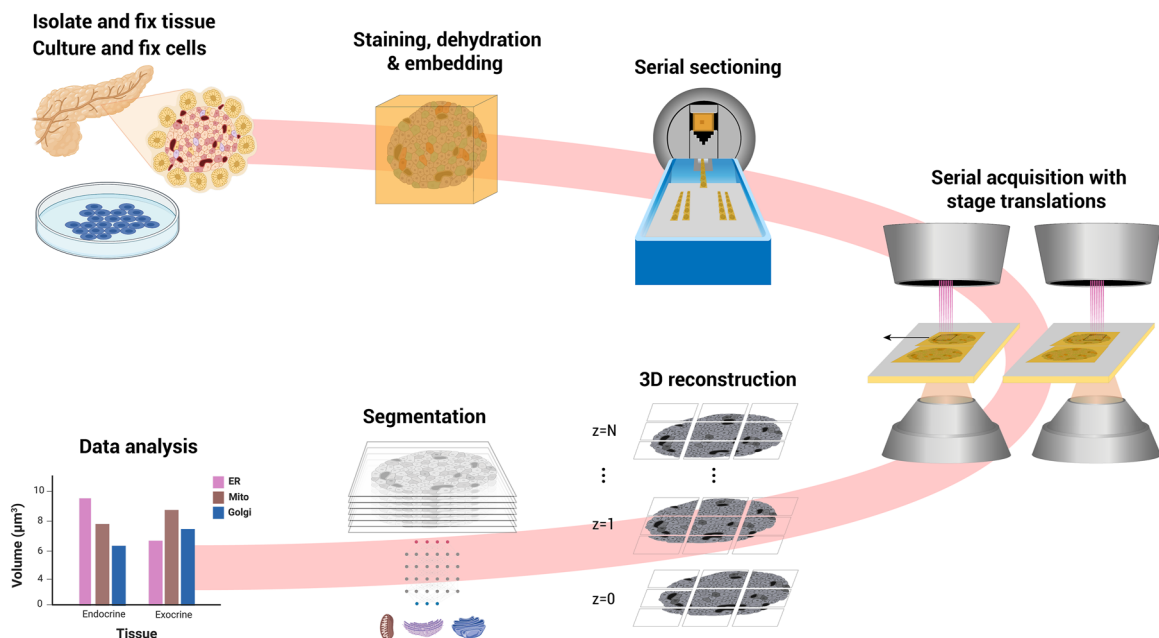 Isolate and fix tissue
Culture and fix cells
Staining, dehydration
& embedding
Serial sectioning
Serial acquisition with
stage translations
3D reconstruction
z=N
z=1
z=0
Segmentation
Data analysis
ER
Mito
Golgi
Volume (µm³)
10
8
6
4
0
Endocrine
Exocrine
Tissue